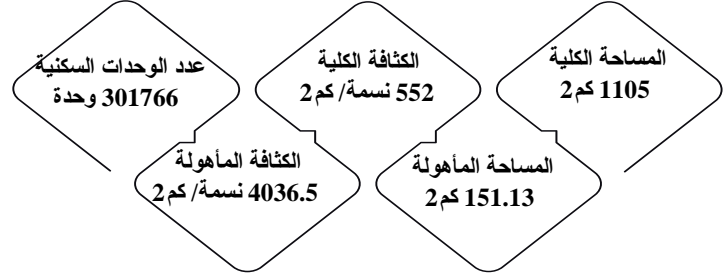 المساحة الكلية
1105 كم2
الكثافة الكلية
552 نسمة/ كم2
عدد الوحدات السكنية
301766 وحدة
المساحة المأهولة
151.13 كم2
الكثافة المأهولة
4036.5 نسمة/ كم2